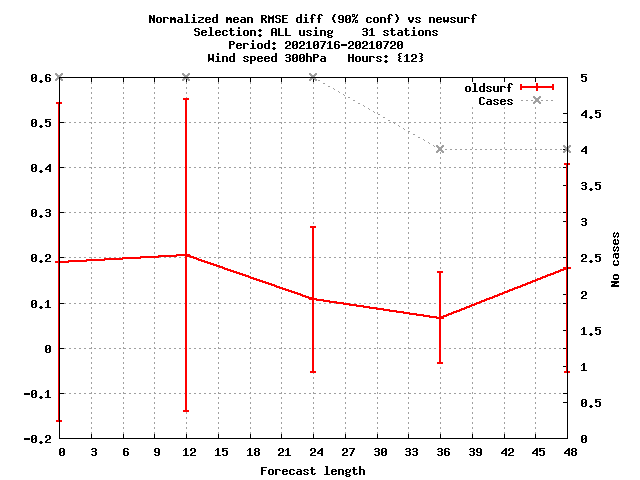 Normalized mean RMSE diff (90% conf) vs newsurf
Selection: ALL using    31 stations
Period: 20210716-20210720
Wind speed 300hPa   Hours: {12}
oldsurf
Cases
0.6
0.5
0.4
0.3
0.2
0.1
0
-0.1
-0.2
5
4.5
4
3.5
3
2.5
2
1.5
1
0.5
0
No cases
0 3 6 9 12 15 18 21 24 27 30 33 36 39 42 45 48
Forecast length